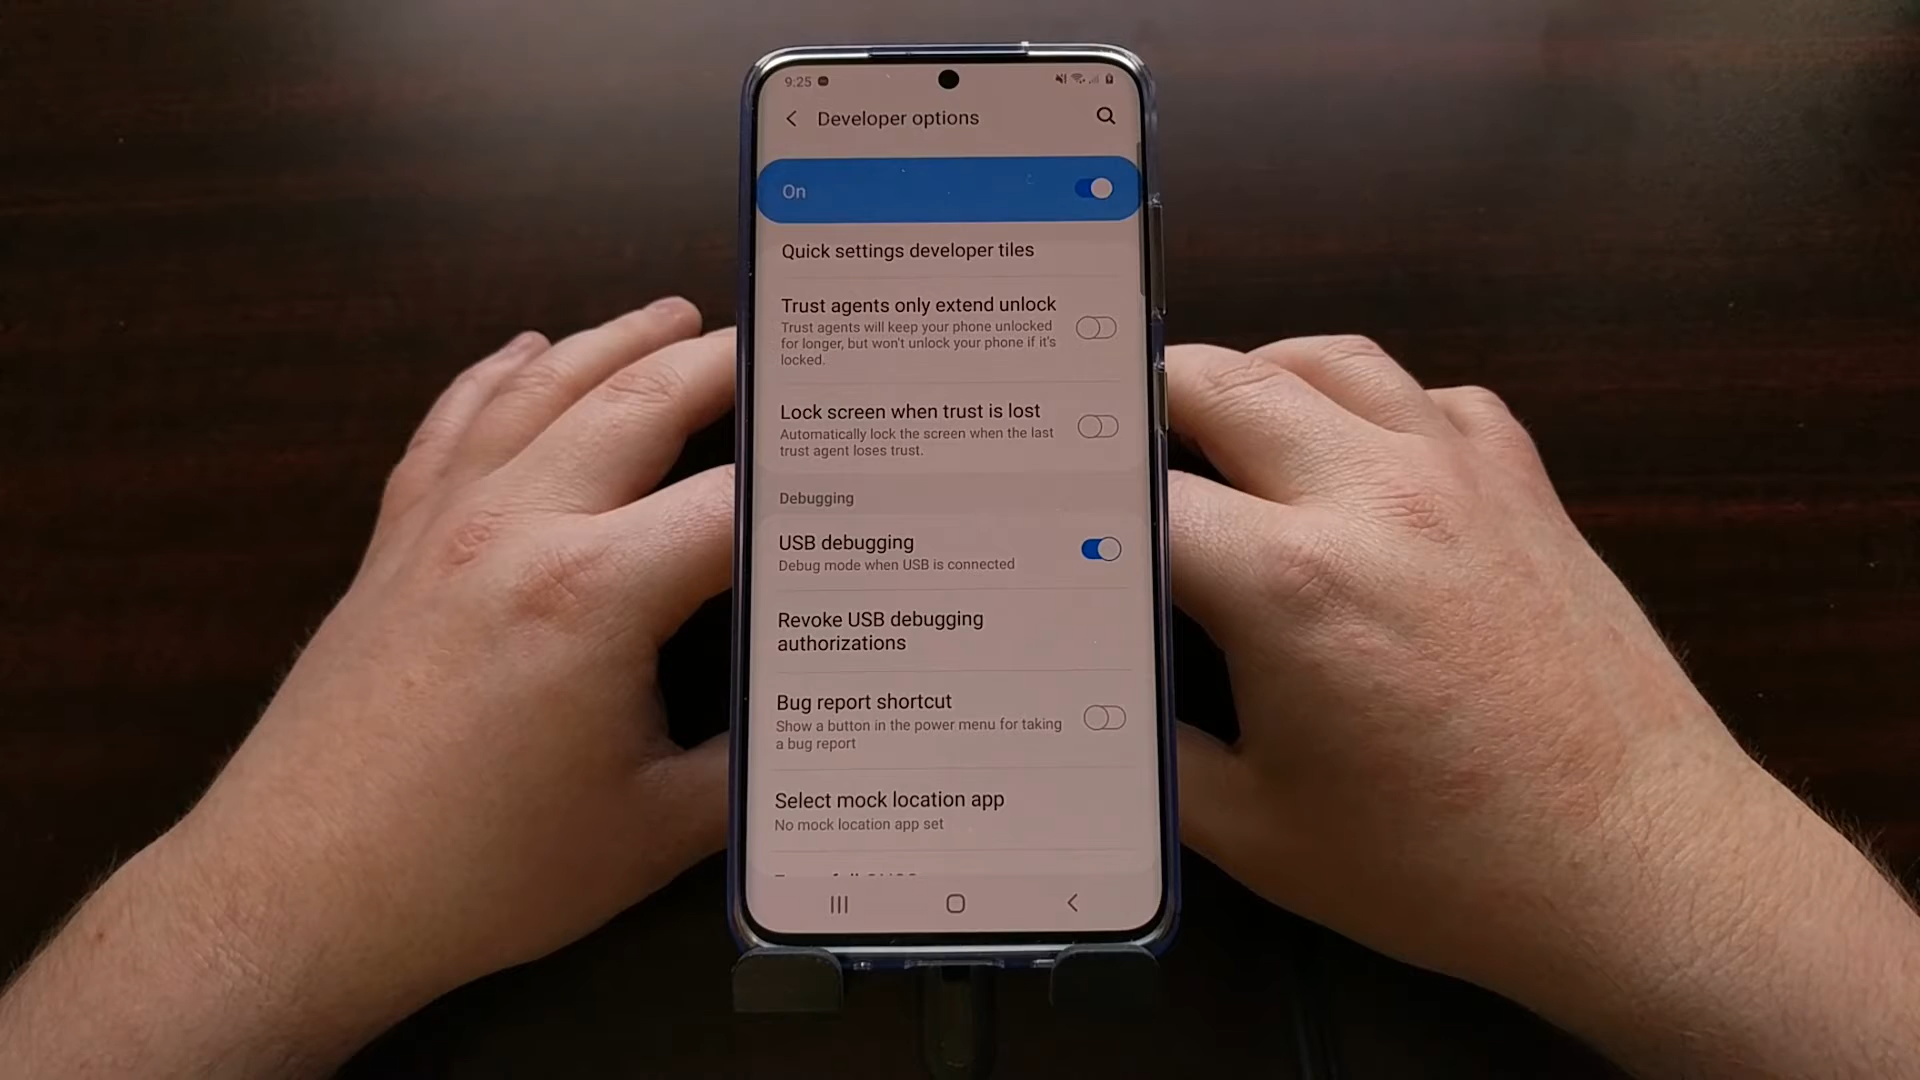 9:25
Developer options
On
Quick settings developer tiles
Trust agents only extend unlock
Trust agents will keep your phone unlocked
for longer, but won't unlock your phone if it's
locked.
Lock screen when trust is lost
Automatically lock the screen when the last
trust agent loses trust.
Debugging
USB debugging
Debug mode when USB is connected
Revoke USB debugging
authorizations
Bug report shortcut
Show a button in the power menu for taking
a bug report
Select mock location app
No mock location app set